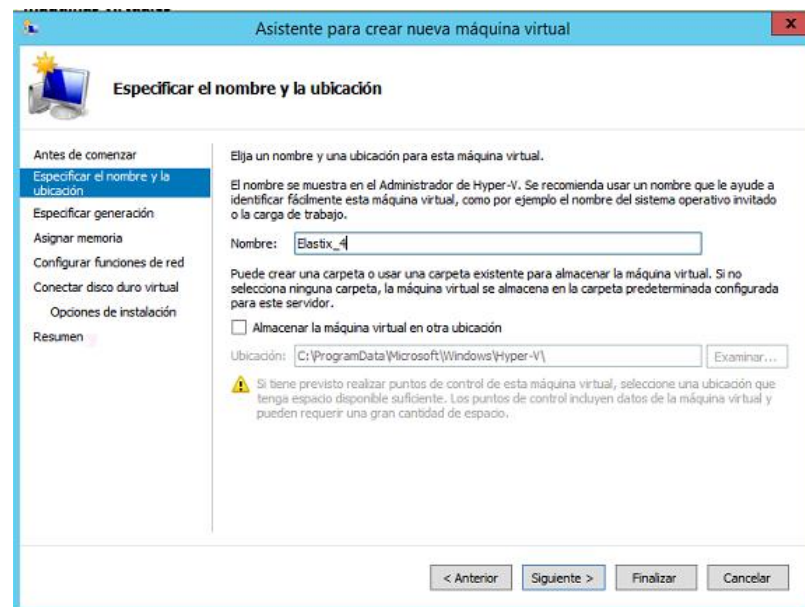 Asistente para crear nueva máquina virtual
x
Especificar el nombre y la ubicación
Antes de comenzar
Especificar el nombre y la
ubicación
Especificar generación
Asignar memoria
Configurar funciones de red
Conectar disco duro virtual
Opciones de instalación
Resumen
Elija un nombre y una ubicación para esta máquina virtual.
El nombre se muestra en el Administrador de Hyper-V. Se recomienda usar un nombre que le ayude a
identificar fácilmente esta máquina virtual, como por ejemplo el nombre del sistema operativo invitado
o la carga de trabajo.
Nombre: Elastix_4
Puede crear una carpeta o usar una carpeta existente para almacenar la máquina virtual. Si no
selecciona ninguna carpeta, la máquina virtual se almacena en la carpeta predeterminada configurada
para este servidor.
Almacenar la máquina virtual en otra ubicación
Ubicación: C:\ProgramData\Microsoft\Windows\Hyper-V\ Examinar...
Si tiene previsto realizar puntos de control de esta máquina virtual, seleccione una ubicación que
tenga espacio disponible suficiente. Los puntos de control incluyen datos de la máquina virtual y
pueden requerir una gran cantidad de espacio.
< Anterior Siguiente > Finalizar Cancelar